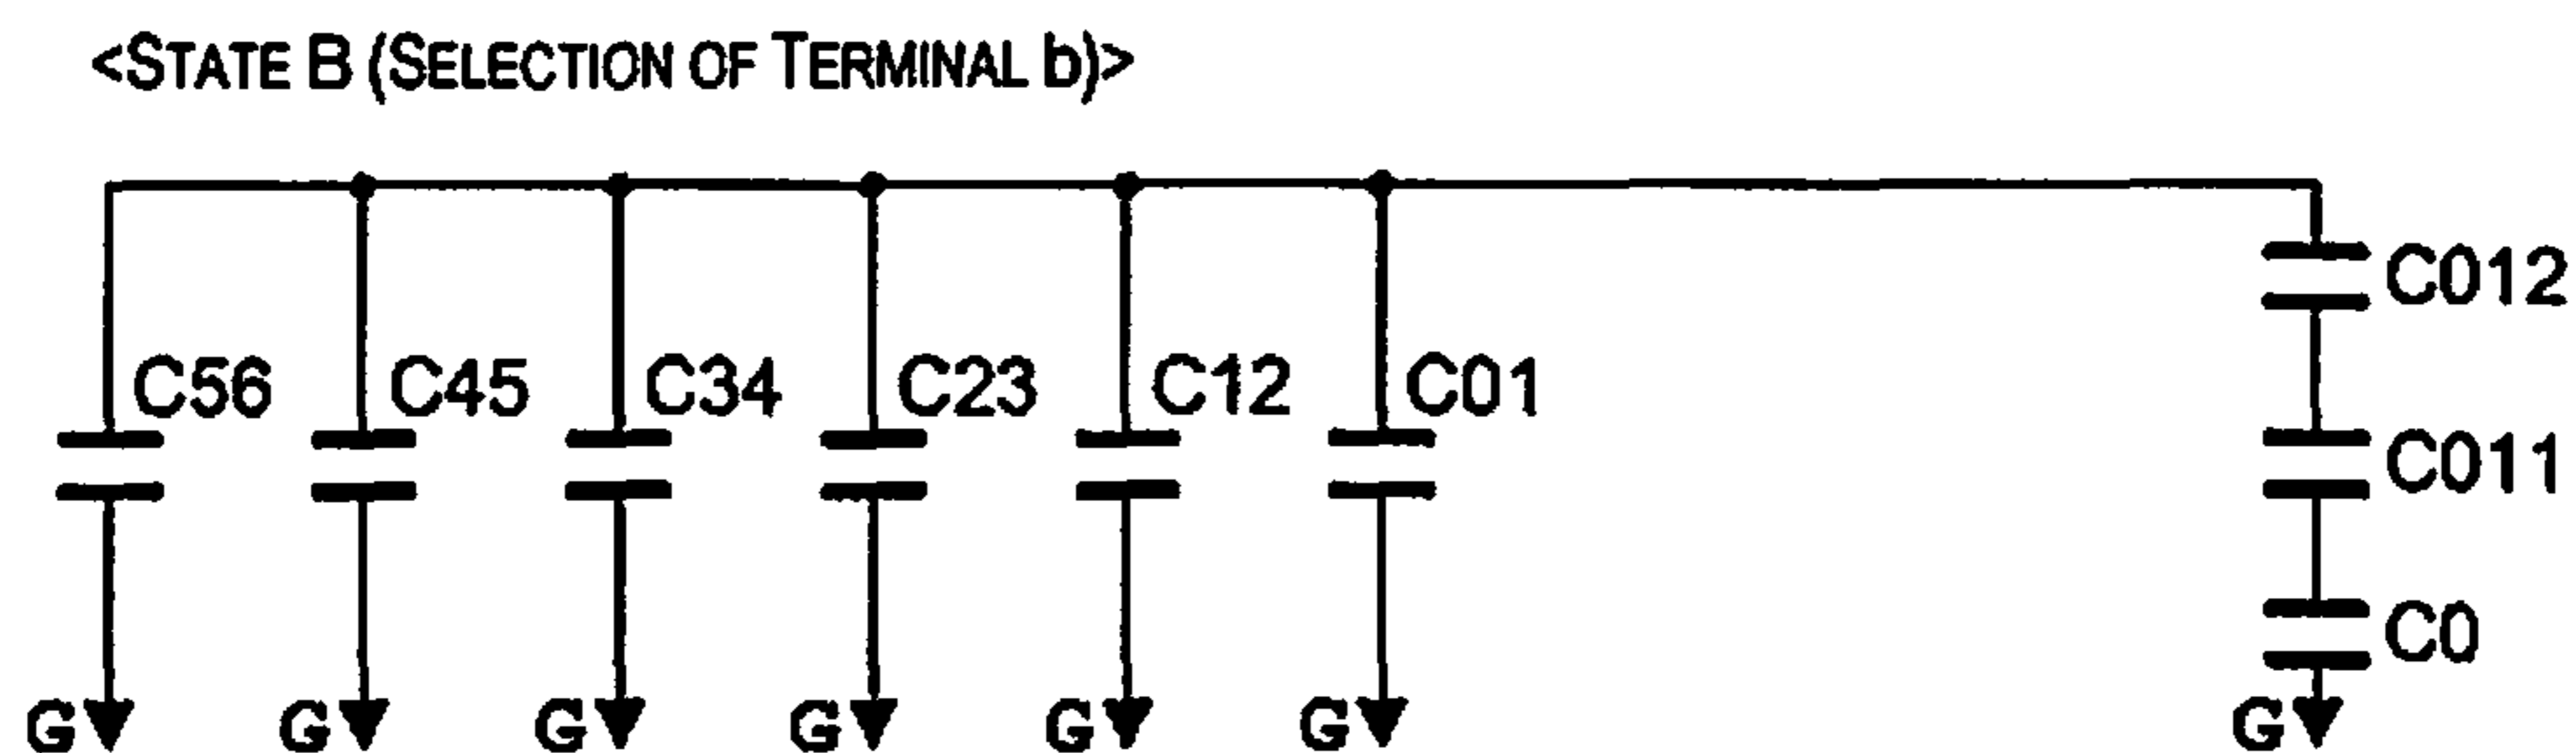 <STATE B (SELECTION OF TERMINAL b)>
C012
C56 C45 C34 C23 C12 C01
C011
C0
G G G G G G G